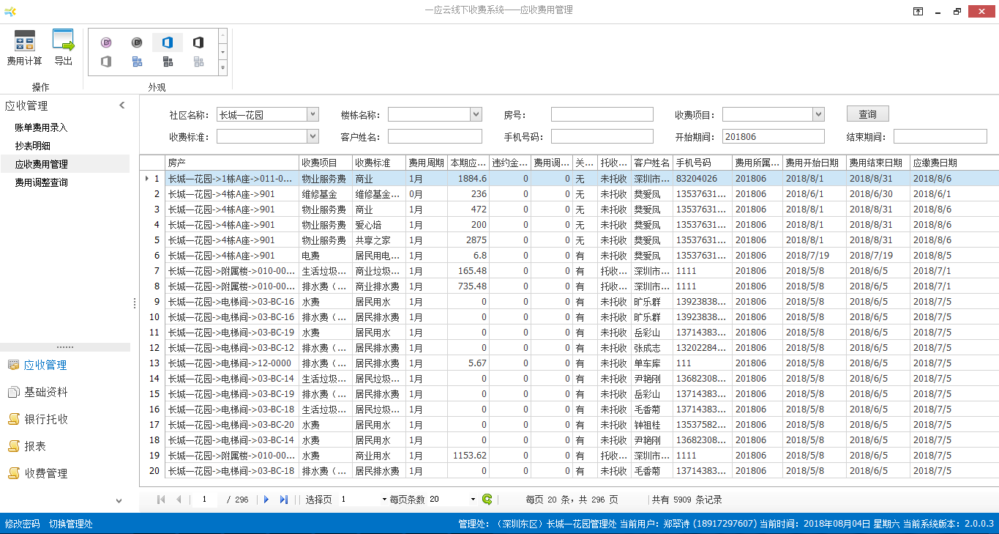 一应云线下收费系统——应收费用管理
费用计算 导出
操作 外观
应收管理
账单费用录入
抄表明细
应收费用管理
费用调整查询
应收管理
基础资料
银行托收
报表
收费管理
社区名称： 长城一花园 楼栋名称： 房号： 收费项目： 查询
收费标准： 客户姓名： 手机号码： 开始期间： 201806 结束期间：
房产 收费项目 收费标准 费用周期 本期应... 违约金... 费用调... 关... 托收... 客户姓名 手机号码 费用所属... 费用开始日期 费用结束日期 应缴费日期
1 长城一花园->1栋A座->011-0... 物业服务费 商业 1月 1884.6 0 0 无 未托收 深圳市... 83204026 201806 2018/8/1 2018/8/31 2018/8/6
2 长城一花园->4栋A座->901 维修基金 维修基金... 0月 236 0 0 无 未托收 樊爱凤 13537631... 201806 2018/6/1 2018/6/30 2018/6/1
3 长城一花园->4栋A座->901 物业服务费 商业 1月 472 0 0 无 未托收 樊爱凤 13537631... 201806 2018/8/1 2018/8/31 2018/8/6
4 长城一花园->4栋A座->901 物业服务费 爱心培 1月 200 0 0 无 未托收 樊爱凤 13537631... 201806 2018/8/1 2018/8/31 2018/8/6
5 长城一花园->4栋A座->901 物业服务费 共享之家 1月 2875 0 0 无 未托收 樊爱凤 13537631... 201806 2018/8/1 2018/8/31 2018/8/6
6 长城一花园->4栋A座->901 电费 居民用电... 1月 6.8 0 0 有 未托收 樊爱凤 13537631... 201806 2018/7/19 2018/7/19 2018/8/5
7 长城一花园->附属楼->010-00... 生活垃圾... 商业垃圾... 1月 165.48 0 0 有 托收... 深圳市... 1111 201806 2018/5/8 2018/6/5 2018/7/1
8 长城一花园->附属楼->010-00... 排水费（... 商业排水费 1月 735.48 0 0 有 托收... 深圳市... 1111 201806 2018/5/8 2018/6/5 2018/7/1
9 长城一花园->电梯间->03-BC-16 水费 居民用水 1月 0 0 0 有 未托收 旷乐群 13923838... 201806 2018/5/8 2018/6/5 2018/7/5
10 长城一花园->电梯间->03-BC-16 排水费（... 居民排水费 1月 0 0 0 有 未托收 旷乐群 13923838... 201806 2018/5/8 2018/6/5 2018/7/5
11 长城一花园->电梯间->03-BC-19 水费 居民用水 1月 0 0 0 有 未托收 岳彩山 13714383... 201806 2018/5/8 2018/6/5 2018/7/5
12 长城一花园->电梯间->03-BC-12 排水费（... 居民排水费 1月 0 0 0 有 未托收 张成志 13202284... 201806 2018/5/8 2018/6/5 2018/7/5
13 长城一花园->电梯间->12-0000 排水费（... 居民排水费 1月 5.67 0 0 有 未托收 单车库 111 201806 2018/5/8 2018/6/5 2018/7/5
14 长城一花园->电梯间->03-BC-14 生活垃圾... 居民垃圾... 1月 0 0 0 有 未托收 尹艳刚 13682308... 201806 2018/5/8 2018/6/5 2018/7/5
15 长城一花园->电梯间->03-BC-19 排水费（... 居民排水费 1月 0 0 0 有 未托收 岳彩山 13714383... 201806 2018/5/8 2018/6/5 2018/7/5
16 长城一花园->电梯间->03-BC-18 生活垃圾... 居民垃圾... 1月 0 0 0 有 未托收 毛香菊 13714383... 201806 2018/5/8 2018/6/5 2018/7/5
17 长城一花园->电梯间->03-BC-20 水费 居民用水 1月 0 0 0 有 未托收 钟祖桂 13537582... 201806 2018/5/8 2018/6/5 2018/7/5
18 长城一花园->电梯间->03-BC-14 水费 居民用水 1月 0 0 0 有 未托收 尹艳刚 13682308... 201806 2018/5/8 2018/6/5 2018/7/5
19 长城一花园->附属楼->010-00... 水费 商业用水 1月 1153.62 0 0 有 托收... 深圳市... 1111 201806 2018/5/8 2018/6/5 2018/7/5
20 长城一花园->电梯间->03-BC-18 排水费（... 居民排水费 1月 0 0 0 有 未托收 毛香菊 13714383... 201806 2018/5/8 2018/6/5 2018/7/5
1 / 296 选择页 1 每页条数 20 每页 20 条，共 296 页 共有 5909 条记录
修改密码 切换管理处 管理处：（深圳东区）长城一花园管理处 当前用户：郑翠诗 (18917297607) 当前时间：2018年08月04日 星期六 当前系统版本：2.0.0.3